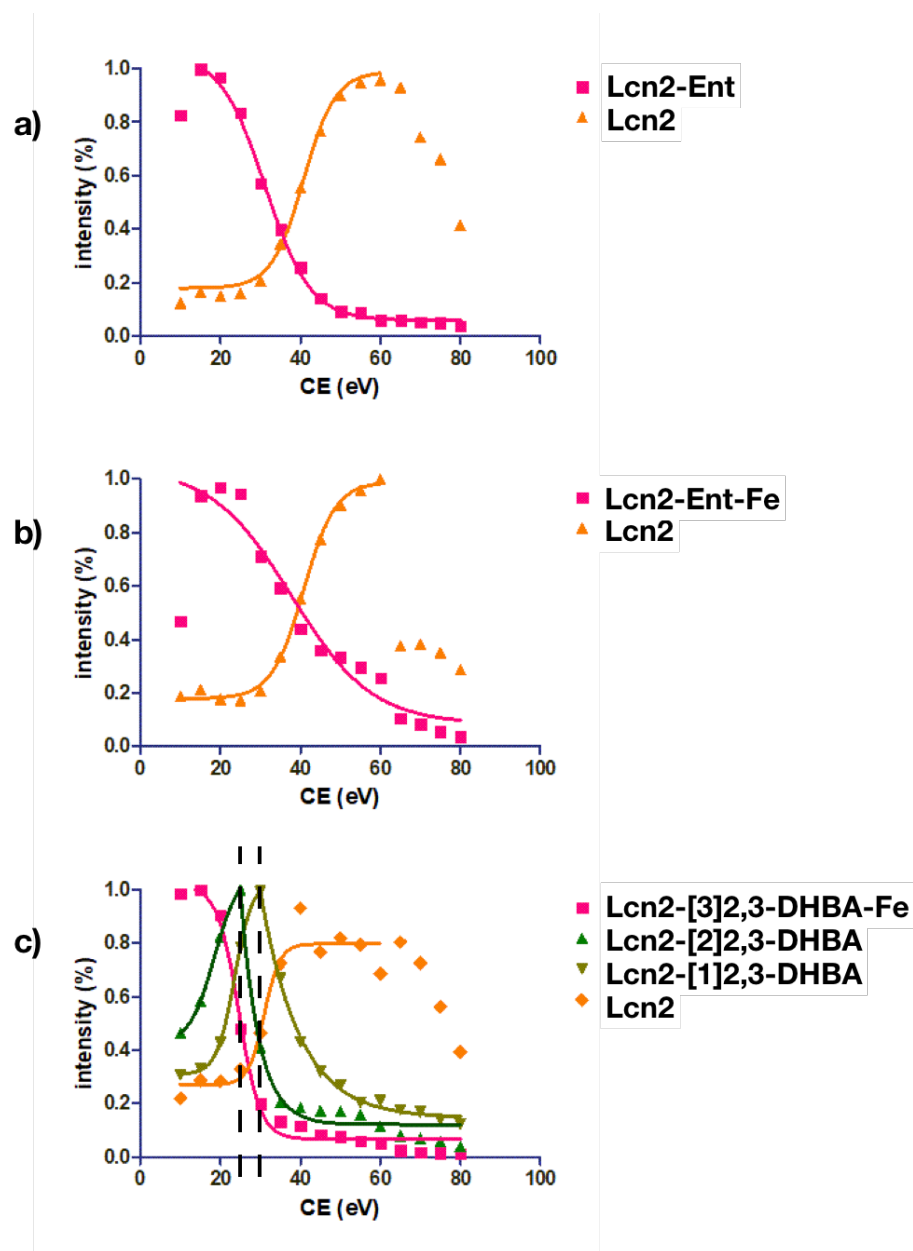 a)
intensity (%)
1.0
0.8
0.6
0.4
0.2
0.0
0 20 40 60 80 100
CE (eV)
Lcn2-Ent
Lcn2
b)
intensity (%)
1.0
0.8
0.6
0.4
0.2
0.0
0 20 40 60 80 100
CE (eV)
Lcn2-Ent-Fe
Lcn2
c)
intensity (%)
1.0
0.8
0.6
0.4
0.2
0.0
0 20 40 60 80 100
CE (eV)
Lcn2-[3]2,3-DHBA-Fe
Lcn2-[2]2,3-DHBA
Lcn2-[1]2,3-DHBA
Lcn2